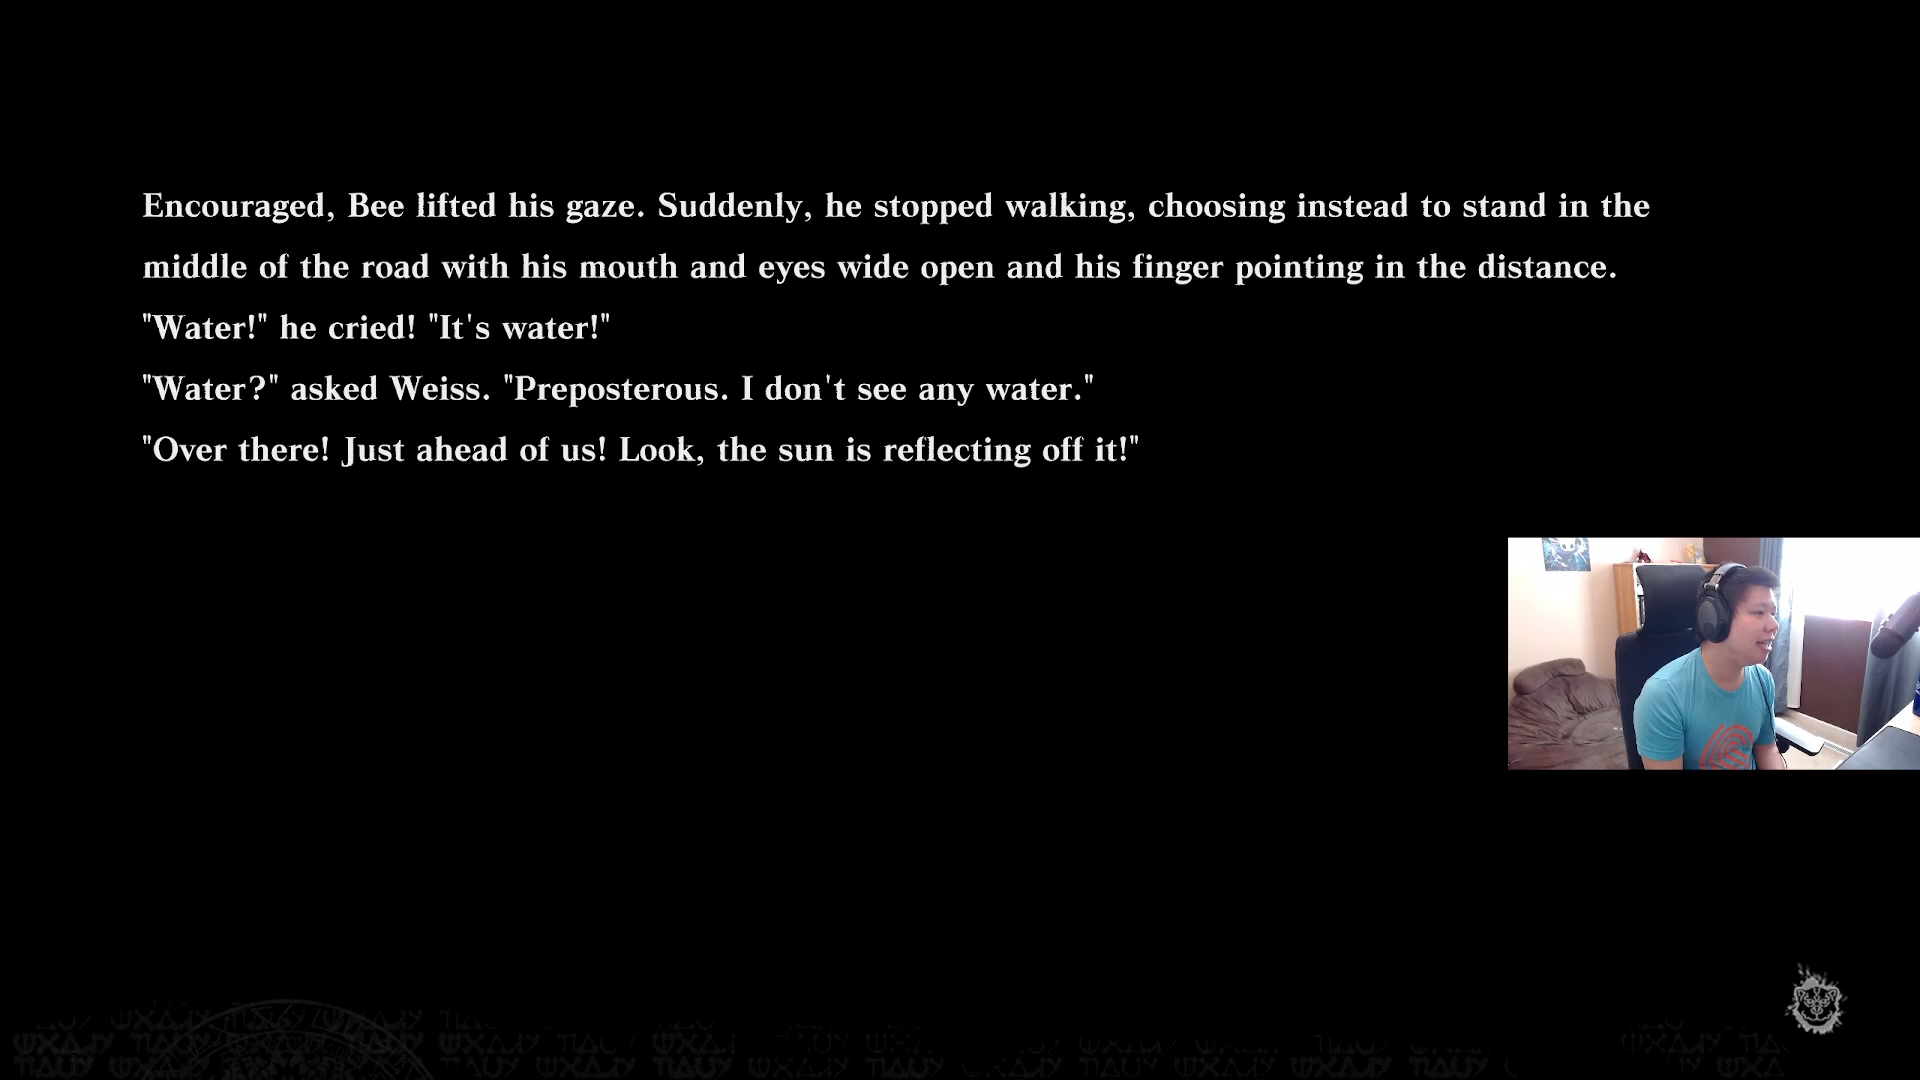 Encouraged, Bee lifted his gaze. Suddenly, he stopped walking, choosing instead to stand in the
middle of the road with his mouth and eyes wide open and his finger pointing in the distance.
"Water!" he cried! "It's water!"
"Water?" asked Weiss. "Preposterous. I don't see any water."
"Over there! Just ahead of us! Look, the sun is reflecting off it!"